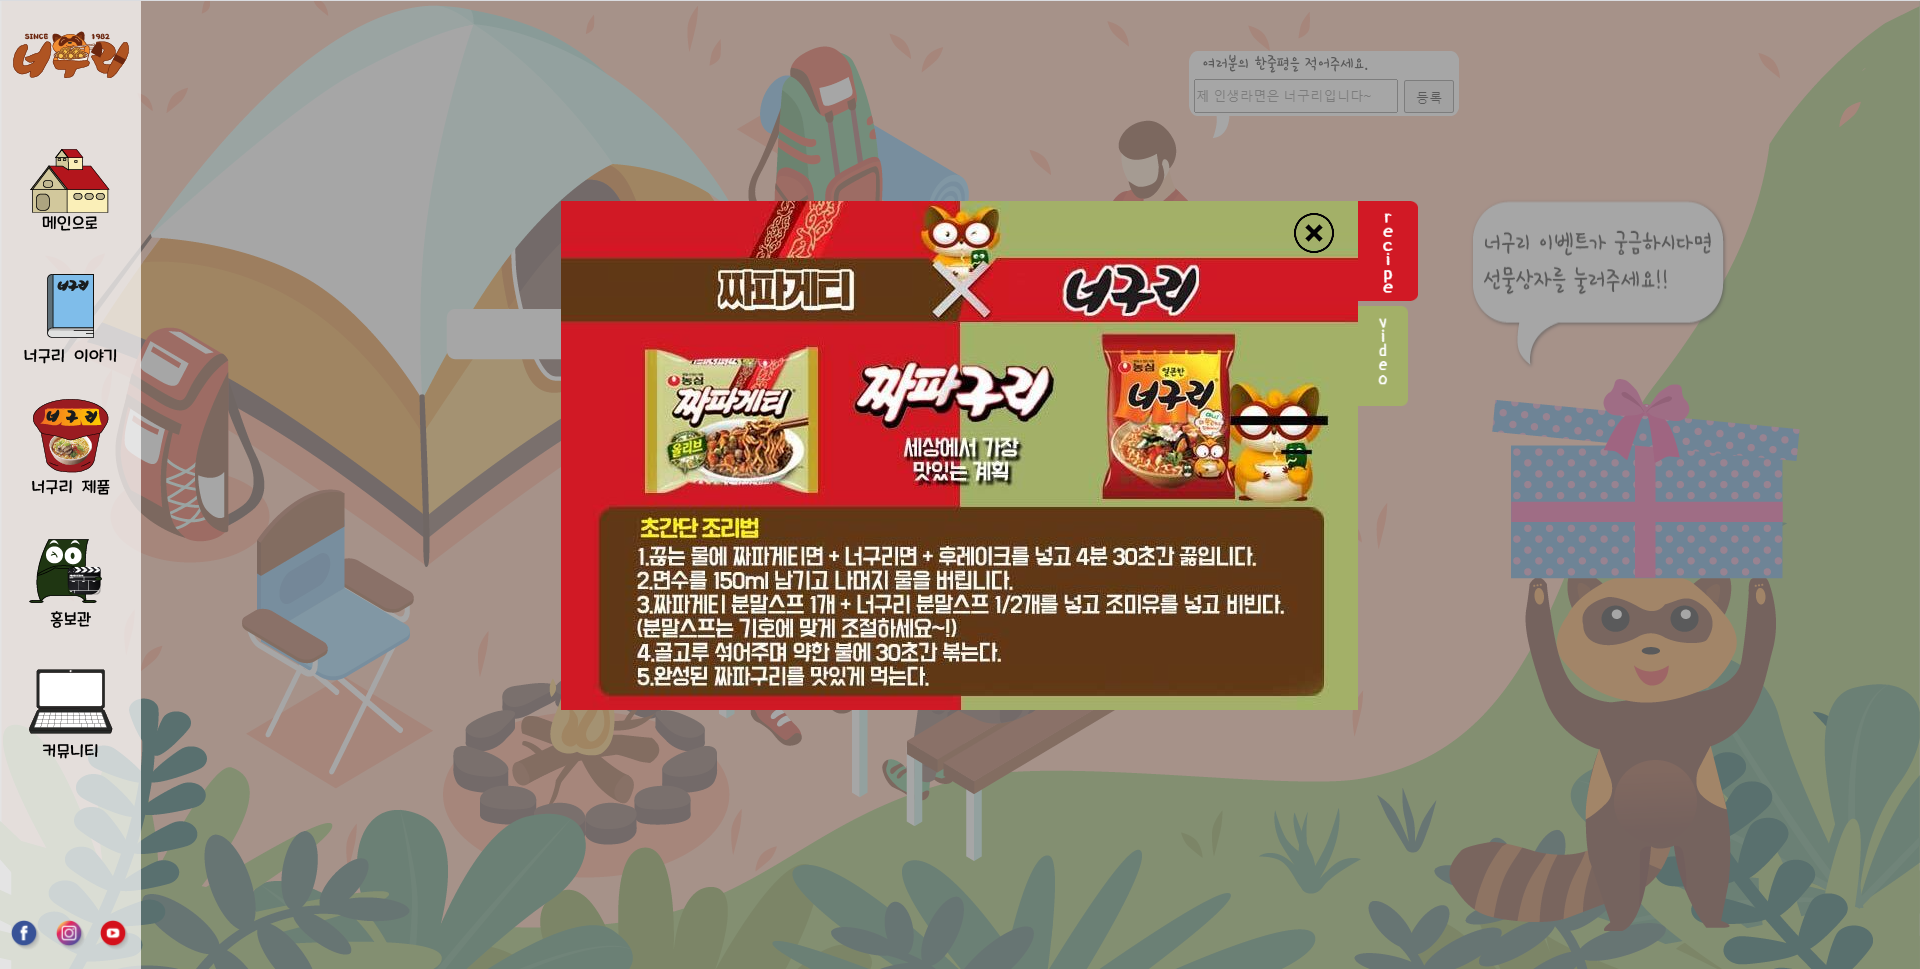 SINCE 1982
너구리
메인으로
너구리
너구리 이야기
너구리
너구리 제품
홍보관
커뮤니티
여러분의 한줄평을 적어주세요.
제 인생라면은 너구리입니다~
등록
짜파게티
너구리
recipe
video
농심
짜파게티
올리브
짜파구리
세상에서 가장
맛있는 계획
농심
얼큰한
너구리
초간단 조리법
1.끊는 물에 짜파게티면 + 너구리면 + 후레이크를 넣고 4분 30초간 끓입니다.
2.면수를 150ml 남기고 나머지 물을 버립니다.
3.짜파게티 분말스프 1개 + 너구리 분말스프 1/2개를 넣고 조미유를 넣고 비빈다.
(분말스프는 기호에 맞게 조절하세요~!)
4.골고루 섞어주며 약한 불에 30초간 볶는다.
5.완성된 짜파구리를 맛있게 먹는다.
너구리 이벤트가 궁금하시다면
선물상자를 눌러주세요!!